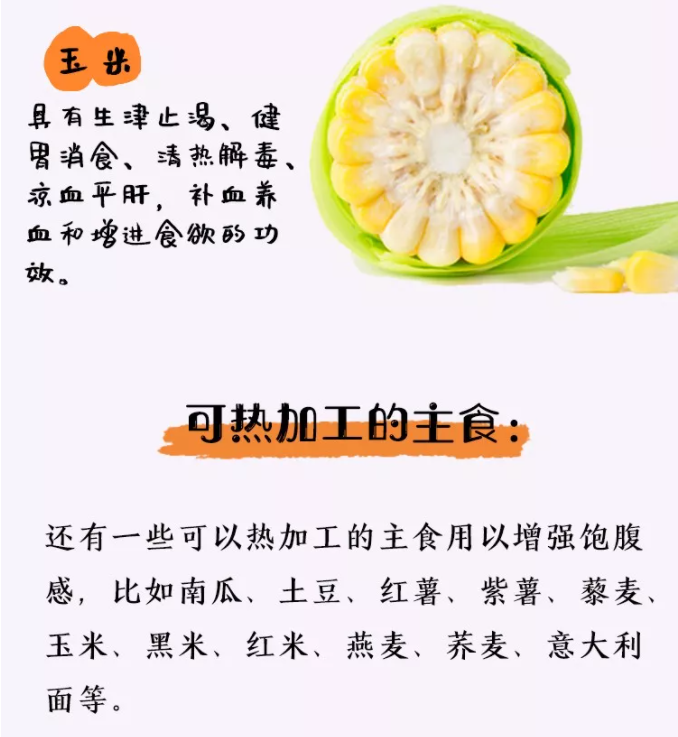 玉米
具有生津止渴、健
胃消食、清热解毒、
凉血平肝，补血养
血和增进食欲的功
效。
可热加工的主食：
还有一些可以热加工的主食用以增强饱腹
感，比如南瓜、土豆、红薯、紫薯、藜麦、
玉米、黑米、红米、燕麦、荞麦、意大利
面等。